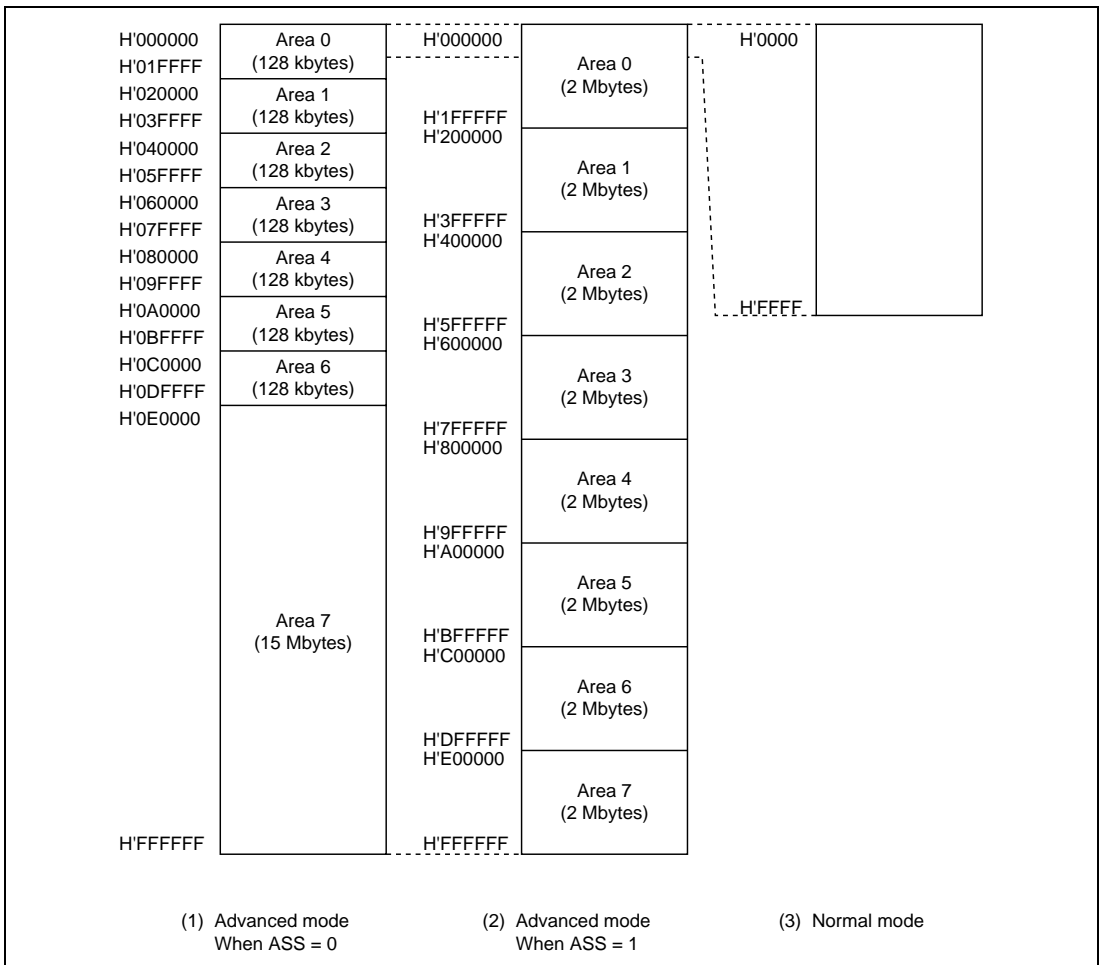 H'000000
H'01FFFF
H'020000
H'03FFFF
H'040000
H'05FFFF
H'060000
H'07FFFF
H'080000
H'09FFFF
H'0A0000
H'0BFFFF
H'0C0000
H'0DFFFF
H'0E0000
H'FFFFFF
Area 0
(128 kbytes)
Area 1
(128 kbytes)
Area 2
(128 kbytes)
Area 3
(128 kbytes)
Area 4
(128 kbytes)
Area 5
(128 kbytes)
Area 6
(128 kbytes)
Area 7
(15 Mbytes)
(1) Advanced mode
When ASS = 0
H'000000
H'1FFFFF
H'200000
H'3FFFFF
H'400000
H'5FFFFF
H'600000
H'7FFFFF
H'800000
H'9FFFFF
H'A00000
H'BFFFFF
H'C00000
H'DFFFFF
H'E00000
H'FFFFFF
Area 0
(2 Mbytes)
Area 1
(2 Mbytes)
Area 2
(2 Mbytes)
Area 3
(2 Mbytes)
Area 4
(2 Mbytes)
Area 5
(2 Mbytes)
Area 6
(2 Mbytes)
Area 7
(2 Mbytes)
(2) Advanced mode
When ASS = 1
H'0000
H'FFFF
(3) Normal mode